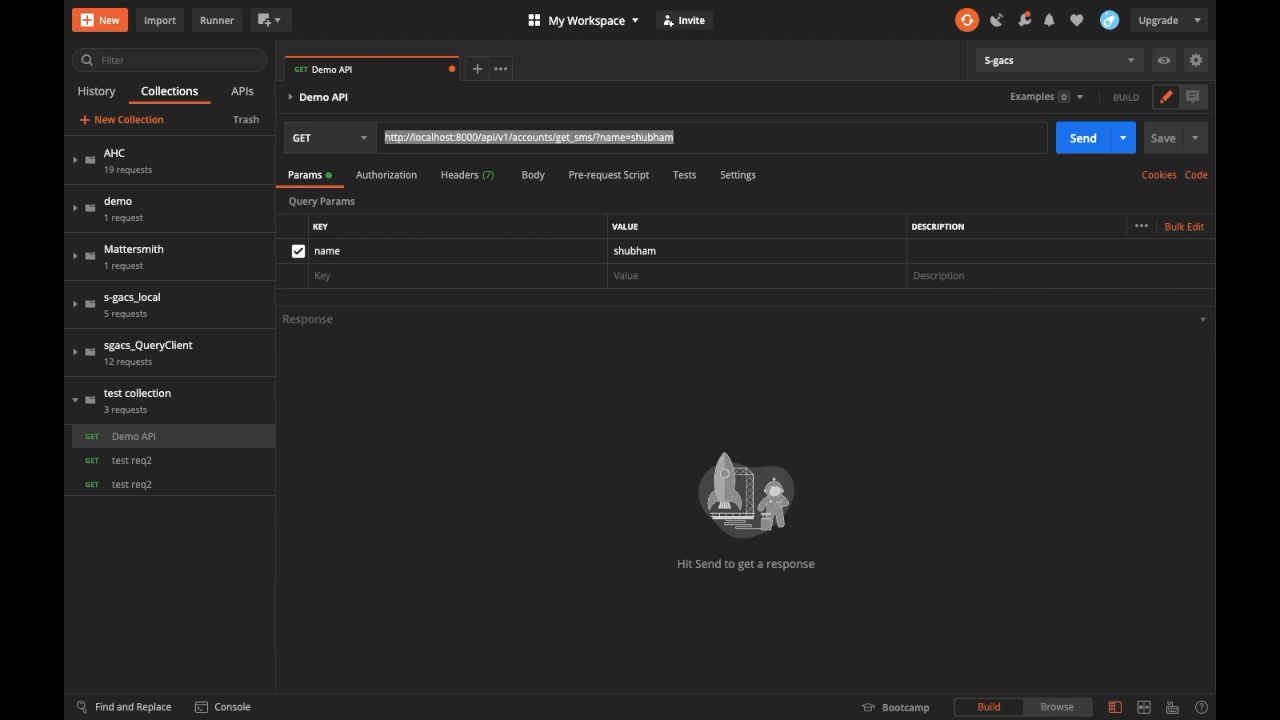 New
Import
Runner
My Workspace
Invite
Upgrade
Filter
GET Demo API
S-gacs
History
Collections
APIs
Demo API
Examples 0
BUILD
New Collection
Trash
GET
http://localhost:8000/api/v1/accounts/get_sms/?name=shubham
Send
Save
AHC
19 requests
Params
Authorization
Headers (7)
Body
Pre-request Script
Tests
Settings
Cookies
Code
demo
1 request
Query Params
KEY
VALUE
DESCRIPTION
Bulk Edit
Mattersmith
1 request
name
shubham
Key
Value
Description
s-gacs_local
5 requests
Response
sgacs_QueryClient
12 requests
test collection
3 requests
GET Demo API
GET test req2
GET test req2
Hit Send to get a response
Find and Replace
Console
Bootcamp
Build
Browse